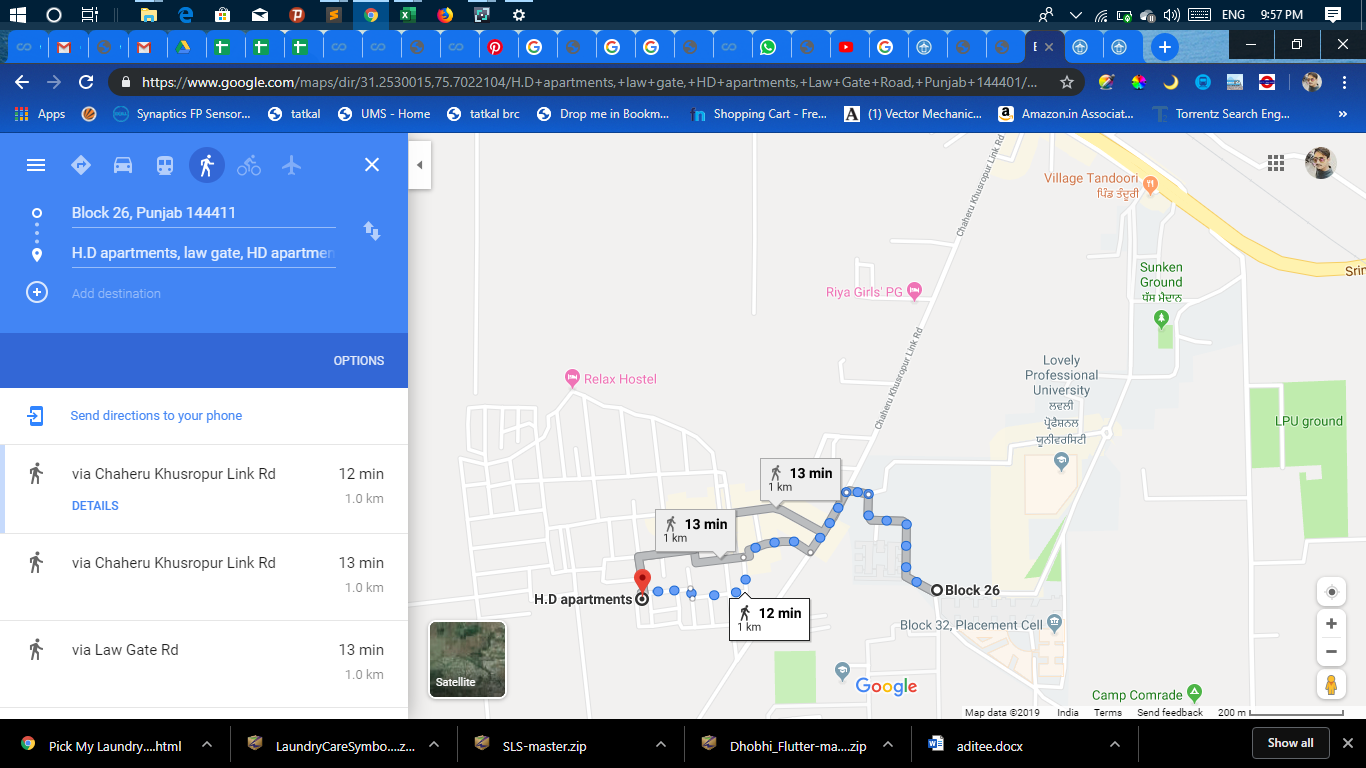 ENG 9:57 PM
E
https://www.google.com/maps/dir/31.2530015,75.7022104/H.D+apartments,+law+gate,+HD+apartments,+Law+Gate+Road,+Punjab+144401/...
Apps
Synaptics FP Sensor...
tatkal
UMS - Home
tatkal brc
Drop me in Bookm...
Shopping Cart - Fre...
(1) Vector Mechanic...
Amazon.in Associat...
Torrentz Search Eng...
»
Block 26, Punjab 144411
H.D apartments, law gate, HD apartmen
Add destination
OPTIONS
Send directions to your phone
via Chaheru Khusropur Link Rd 12 min
1.0 km
DETAILS
via Chaheru Khusropur Link Rd 13 min
1.0 km
via Law Gate Rd 13 min
1.0 km
Chaheru Khusropur Link Rd
Village Tandoori
ਪਿੰਡ ਤੰਦੂਰੀ
Sunken
Ground
ਧੱਸ ਮੈਦਾਨ
Srin
Riya Girls' PG
Chaheru Khusropur Link Rd
Lovely
Professional
University
ਲਵਲੀ
ਪ੍ਰੋਫੈਸ਼ਨਲ
ਯੂਨੀਵਰਸਿਟੀ
Relax Hostel
LPU ground
13 min
1 km
13 min
1 km
H.D apartments
Block 26
12 min
1 km
Block 32, Placement Cell
Satellite
Google
Camp Comrade
Map data ©2019 India Terms Send feedback 200 m
Pick My Laundry....html
LaundryCareSymbo....z...
SLS-master.zip
Dhobhi_Flutter-ma....zip
aditee.docx
Show all